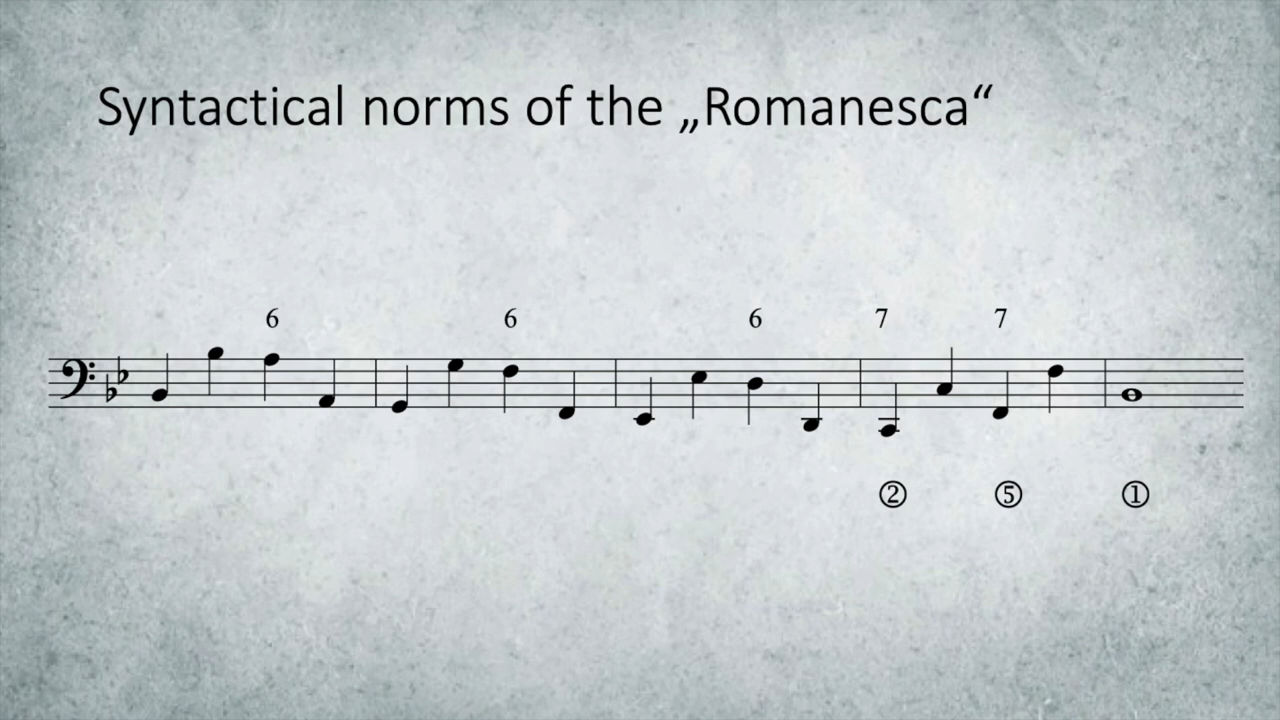 Syntactical norms of the „Romanesca“
6 6 6 7 7
② ⑤ ①